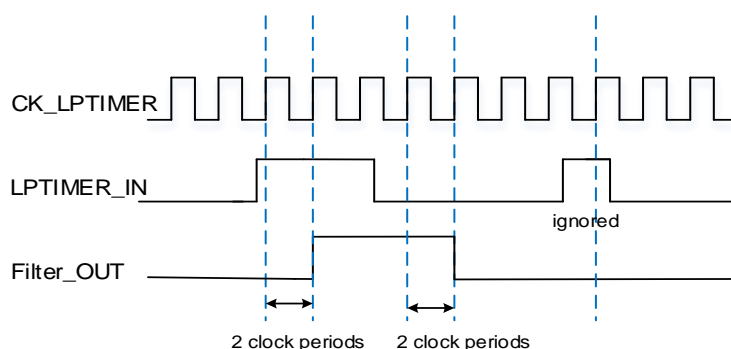 CK_LPTIMER
LPTIMER_IN
ignored
Filter_OUT
2 clock periods
2 clock periods